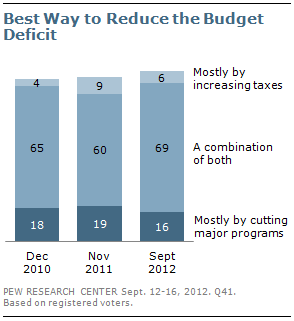 Best Way to Reduce the Budget
Deficit
4
9
6
Mostly by
increasing taxes
65
60
69
A combination
of both
18
19
16
Mostly by cutting
major programs
Dec
2010
Nov
2011
Sept
2012
PEW RESEARCH CENTER Sept. 12-16, 2012. Q41.
Based on registered voters.